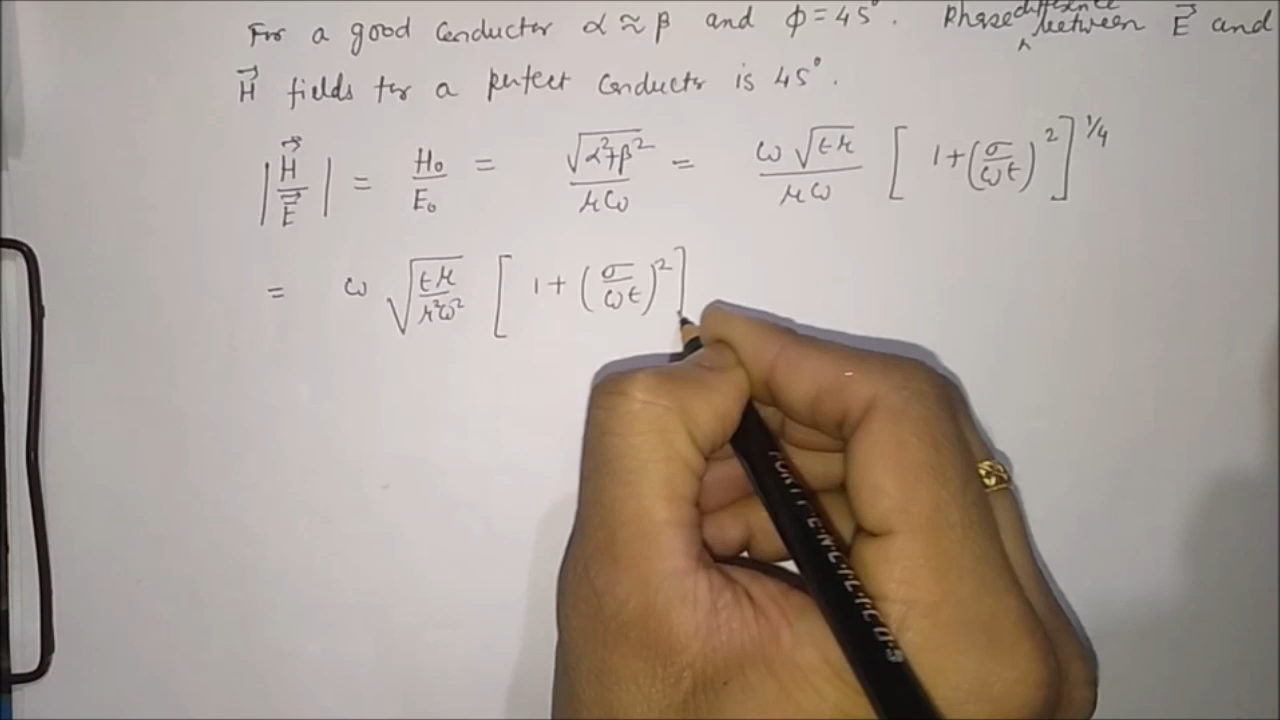 For a good conductor α ≈ β and φ = 45°. Phase difference between E⃗ and
H⃗ fields for a perfect conductor is 45°.
|H⃗/E⃗| = H₀/E₀ = √(α²+β²)/μω = ω√(εμ)/μω [1+(σ/ωε)²]^1/4
= ω √(εμ/μ²ω²) [1+(σ/ωε)²]